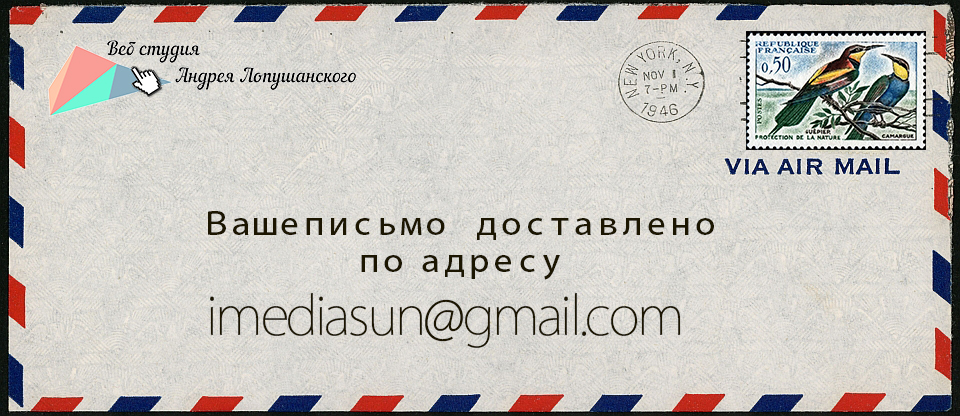 Веб студия
Андрея Лопушанского
NEW YORK, N.Y.
NOV 1
7-PM
1946
REPUBLIQUE
FRANÇAISE
0,50
POSTES
GUÊPIER
PROTECTION DE LA NATURE
CAMARGUE
VIA AIR MAIL
Вашеписьмо доставлено
по адресу
imediasun@gmail.com